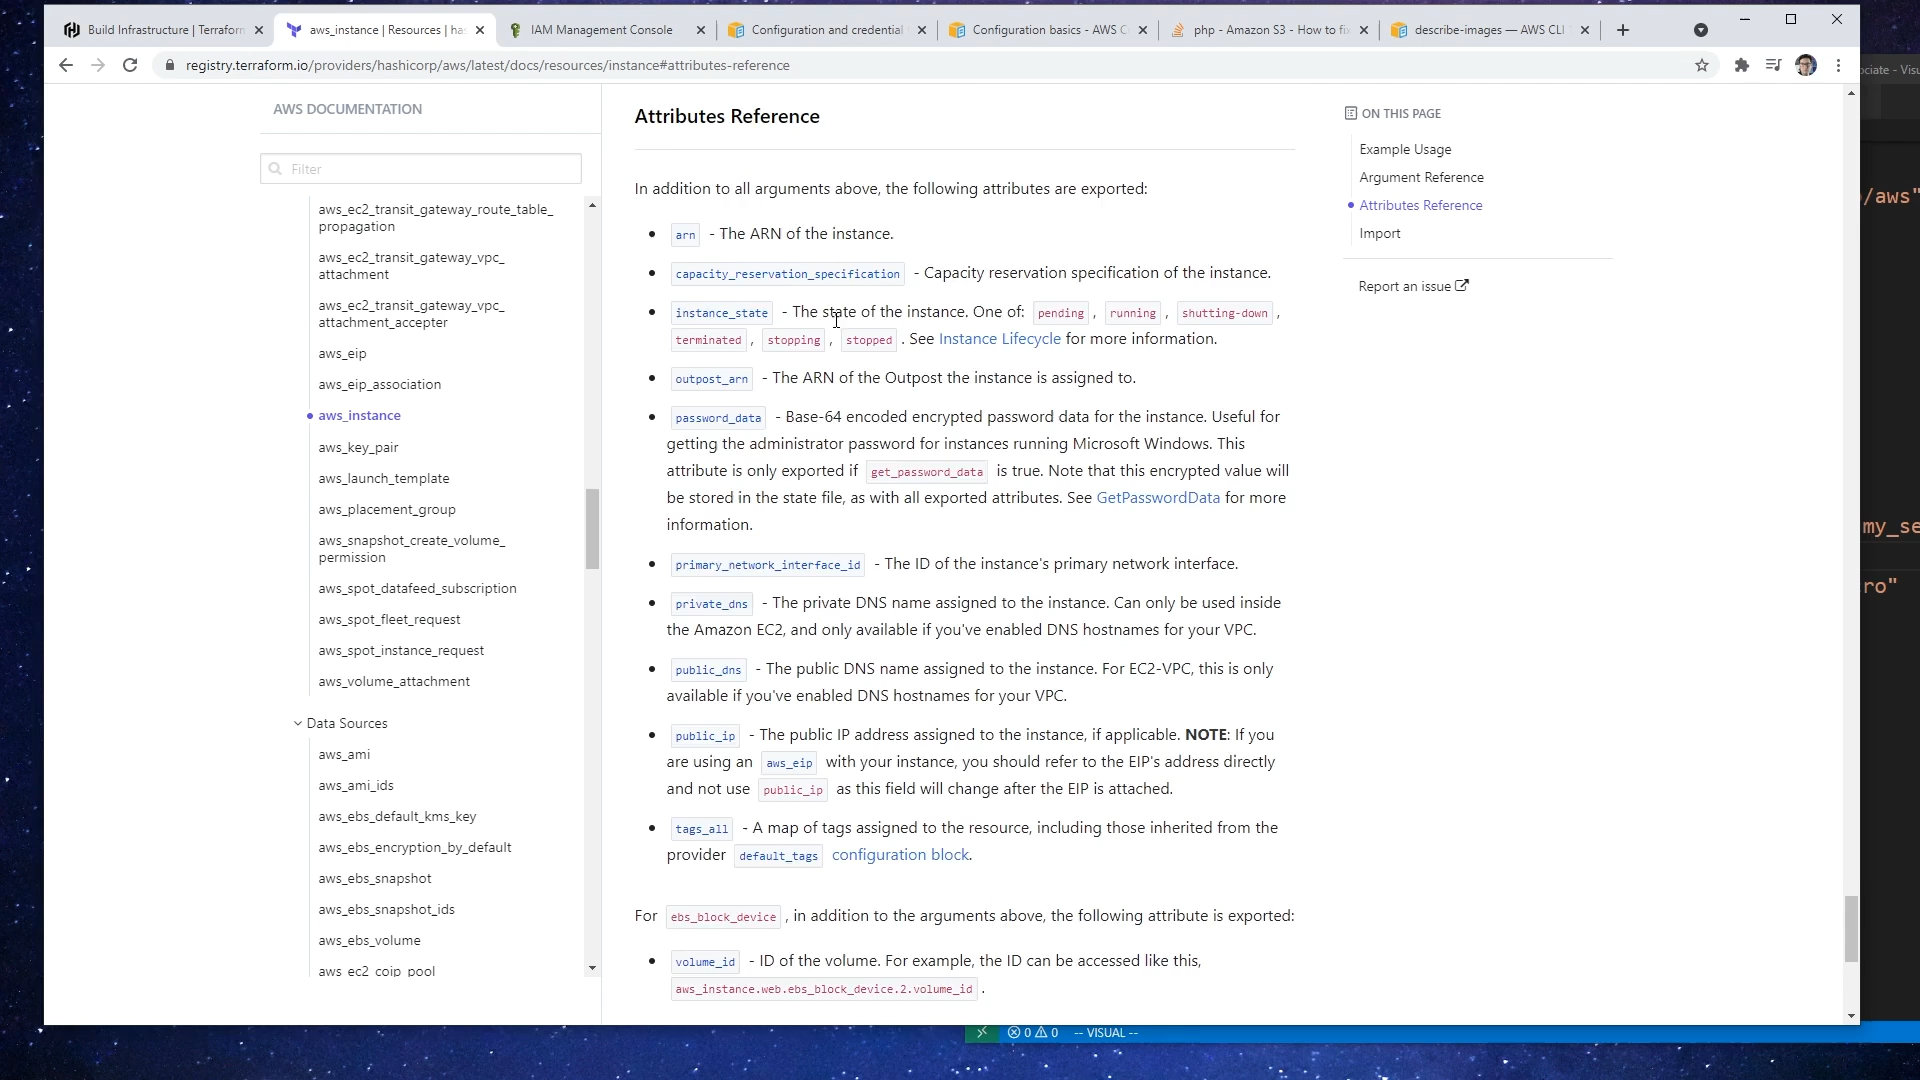 Build Infrastructure | Terraform
aws_instance | Resources | has
IAM Management Console
Configuration and credential
Configuration basics - AWS C
php - Amazon S3 - How to fix
describe-images — AWS CLI
registry.terraform.io/providers/hashicorp/aws/latest/docs/resources/instance#attributes-reference
ociate - Visu
AWS DOCUMENTATION
Filter
aws_ec2_transit_gateway_route_table_
propagation
aws_ec2_transit_gateway_vpc_
attachment
aws_ec2_transit_gateway_vpc_
attachment_accepter
aws_eip
aws_eip_association
aws_instance
aws_key_pair
aws_launch_template
aws_placement_group
aws_snapshot_create_volume_
permission
aws_spot_datafeed_subscription
aws_spot_fleet_request
aws_spot_instance_request
aws_volume_attachment
Data Sources
aws_ami
aws_ami_ids
aws_ebs_default_kms_key
aws_ebs_encryption_by_default
aws_ebs_snapshot
aws_ebs_snapshot_ids
aws_ebs_volume
aws_ec2_coip_pool
Attributes Reference
In addition to all arguments above, the following attributes are exported:
• arn - The ARN of the instance.
• capacity_reservation_specification - Capacity reservation specification of the instance.
• instance_state - The state of the instance. One of: pending , running , shutting-down ,
terminated , stopping , stopped . See Instance Lifecycle for more information.
• outpost_arn - The ARN of the Outpost the instance is assigned to.
• password_data - Base-64 encoded encrypted password data for the instance. Useful for
getting the administrator password for instances running Microsoft Windows. This
attribute is only exported if get_password_data is true. Note that this encrypted value will
be stored in the state file, as with all exported attributes. See GetPasswordData for more
information.
• primary_network_interface_id - The ID of the instance's primary network interface.
• private_dns - The private DNS name assigned to the instance. Can only be used inside
the Amazon EC2, and only available if you've enabled DNS hostnames for your VPC.
• public_dns - The public DNS name assigned to the instance. For EC2-VPC, this is only
available if you've enabled DNS hostnames for your VPC.
• public_ip - The public IP address assigned to the instance, if applicable. NOTE: If you
are using an aws_eip with your instance, you should refer to the EIP's address directly
and not use public_ip as this field will change after the EIP is attached.
• tags_all - A map of tags assigned to the resource, including those inherited from the
provider default_tags configuration block.
For ebs_block_device , in addition to the arguments above, the following attribute is exported:
• volume_id - ID of the volume. For example, the ID can be accessed like this,
aws_instance.web.ebs_block_device.2.volume_id .
ON THIS PAGE
Example Usage
Argument Reference
Attributes Reference
Import
Report an issue
/aws"
my_se
ro"
0 0 -- VISUAL --